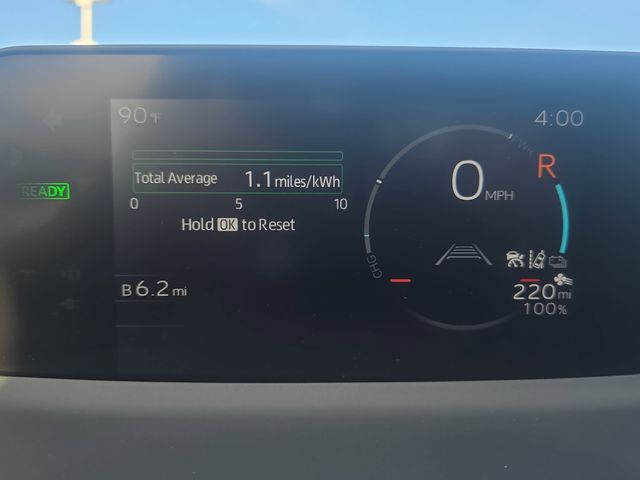 90°F
4:00
PWR
READY
Total Average 1.1 miles/kWh
0 5 10
Hold OK to Reset
0 MPH
R
CHG
B 6.2 mi
220 mi
100%